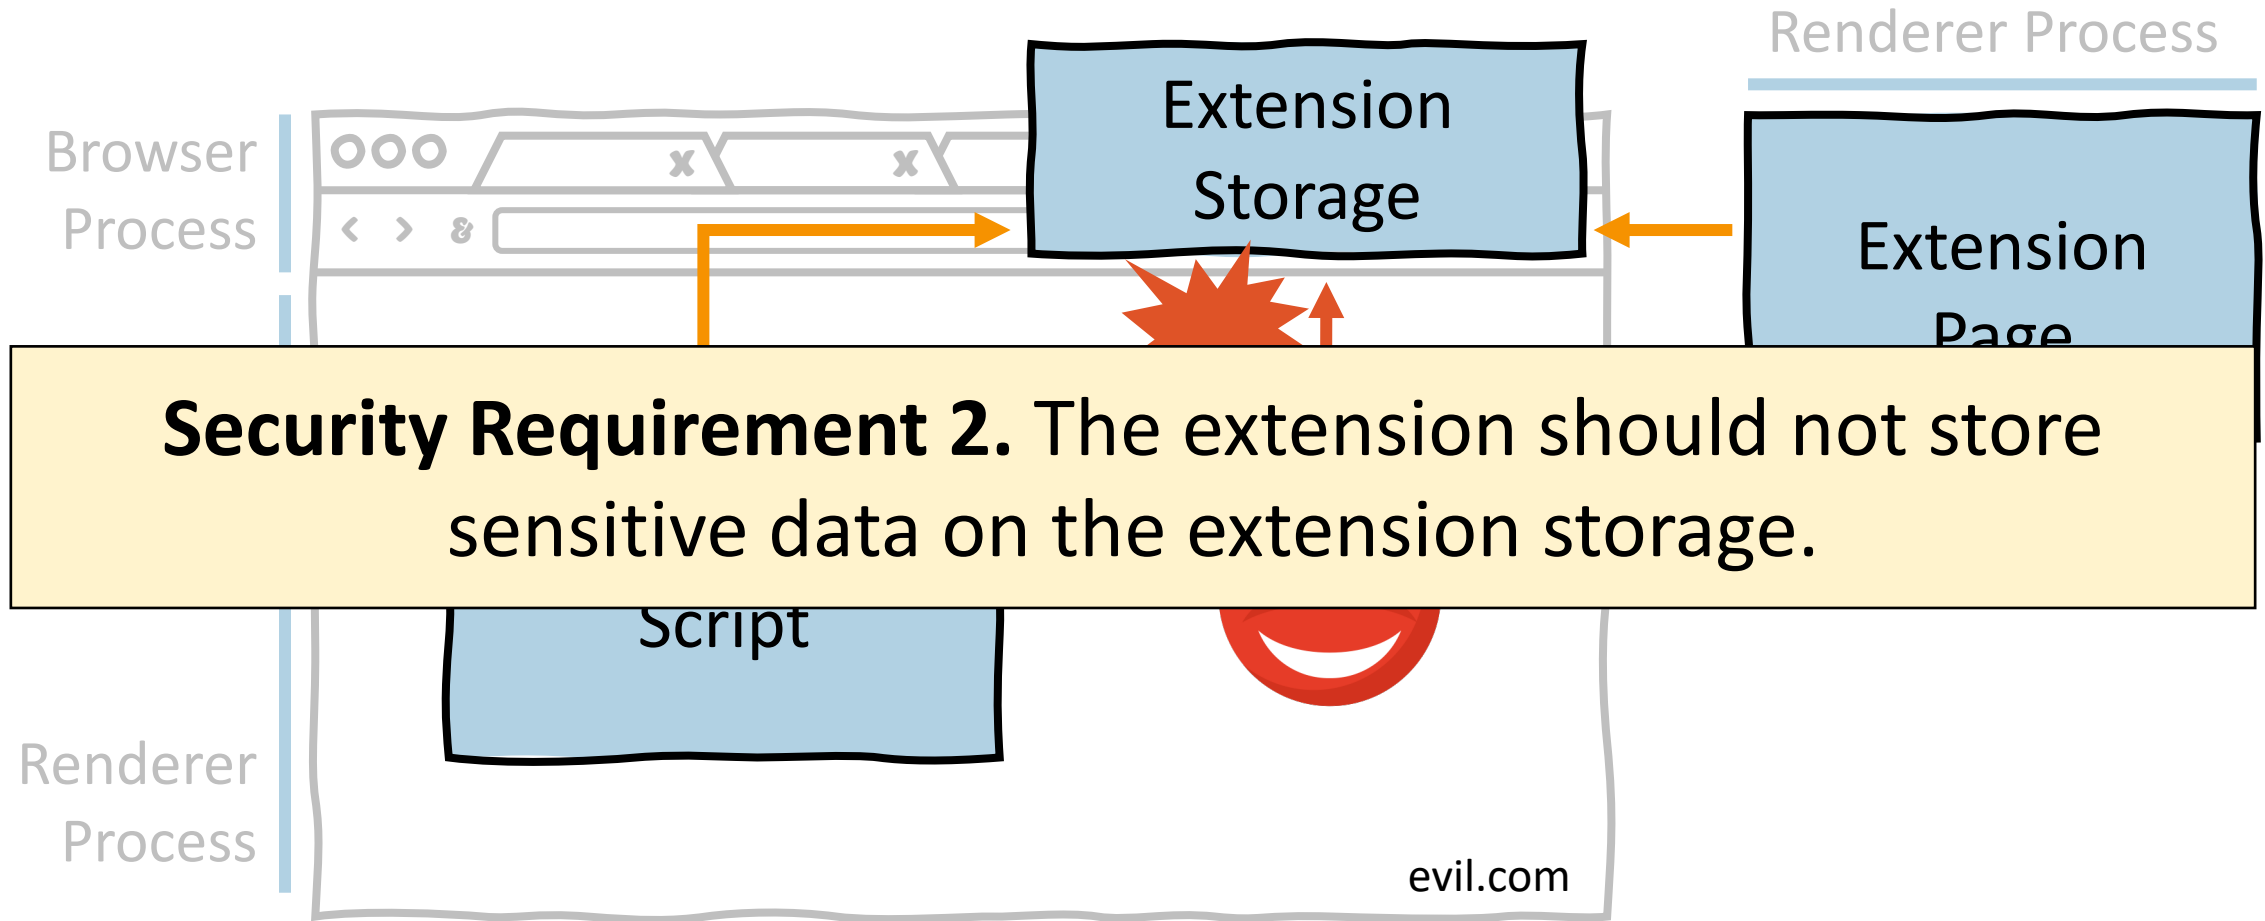 Renderer Process
Extension
Storage
Browser
Process
x
x
< > &
Extension
Page
Security Requirement 2. The extension should not store
sensitive data on the extension storage.
Script
Renderer
Process
evil.com